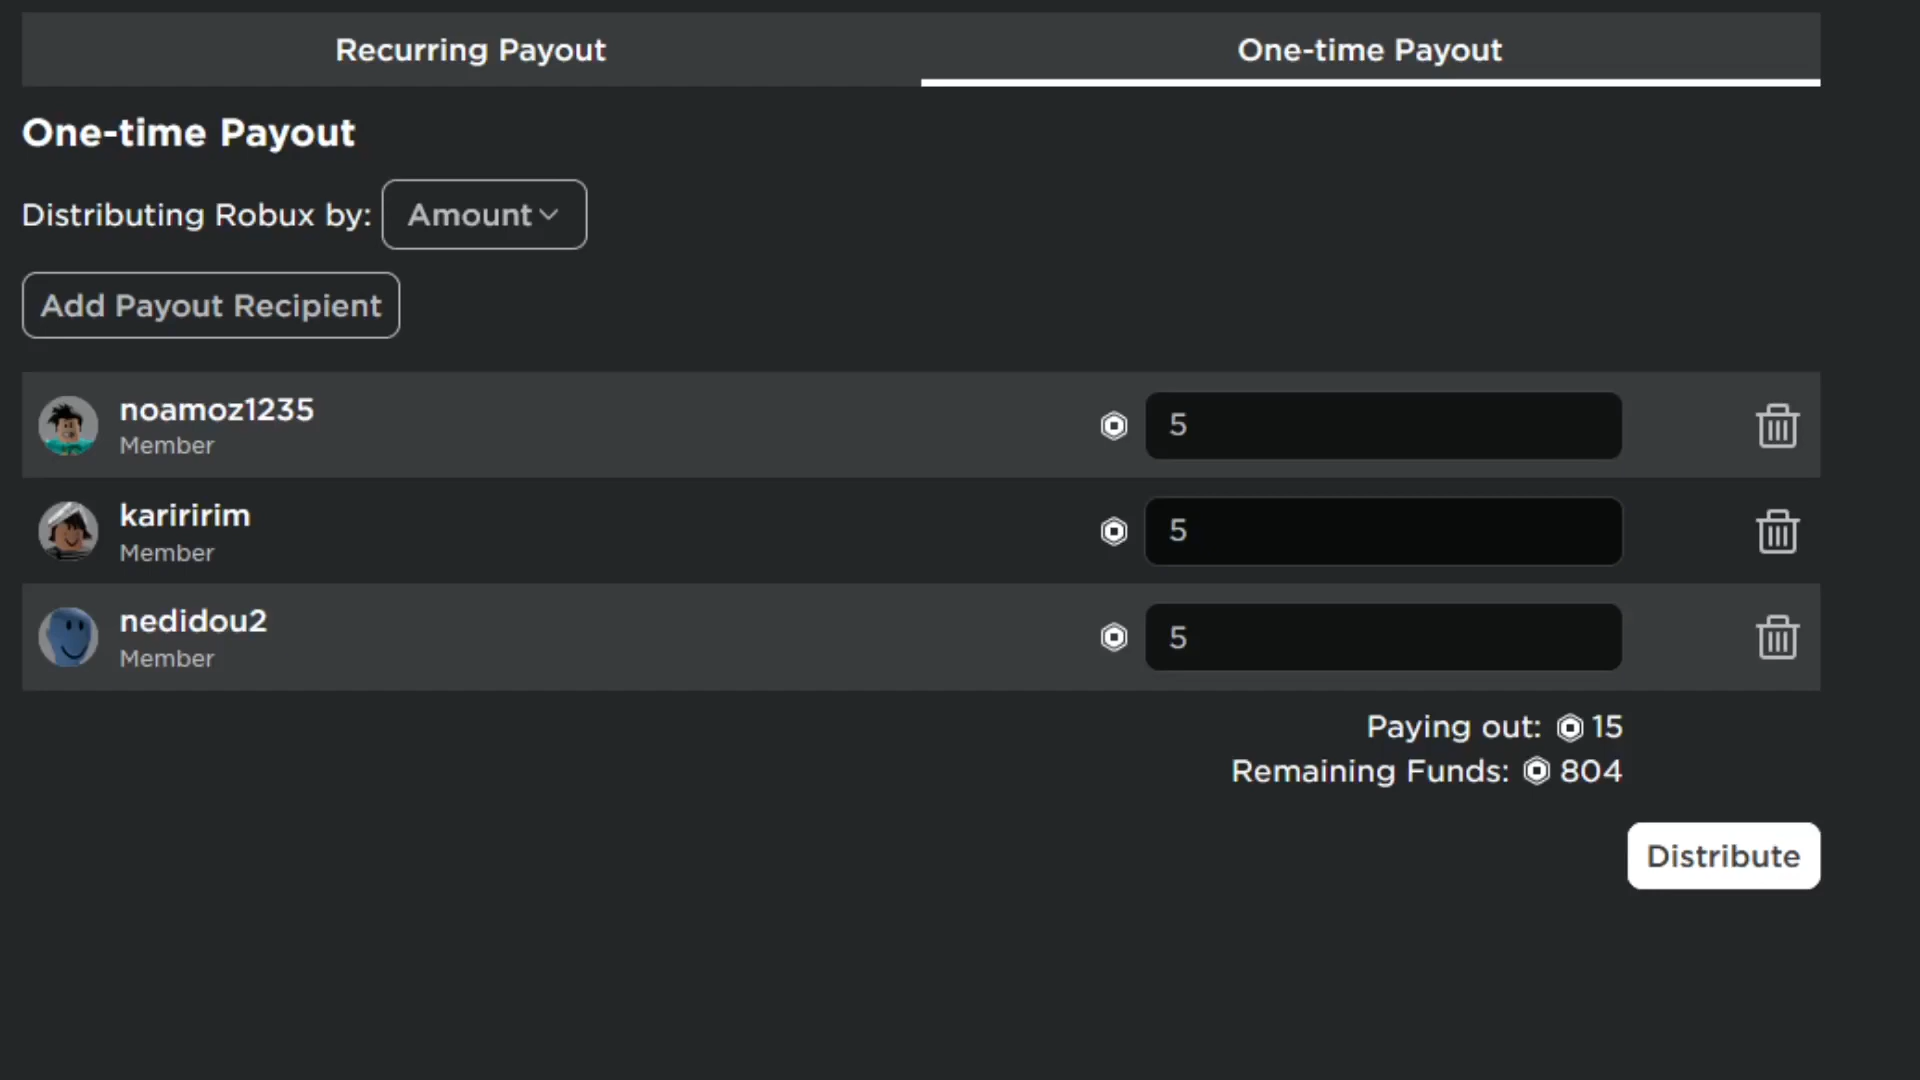 Recurring Payout
One-time Payout
One-time Payout
Distributing Robux by: Amount
Add Payout Recipient
noamoz1235
Member
5
kariririm
Member
5
nedidou2
Member
5
Paying out: 15
Remaining Funds: 804
Distribute